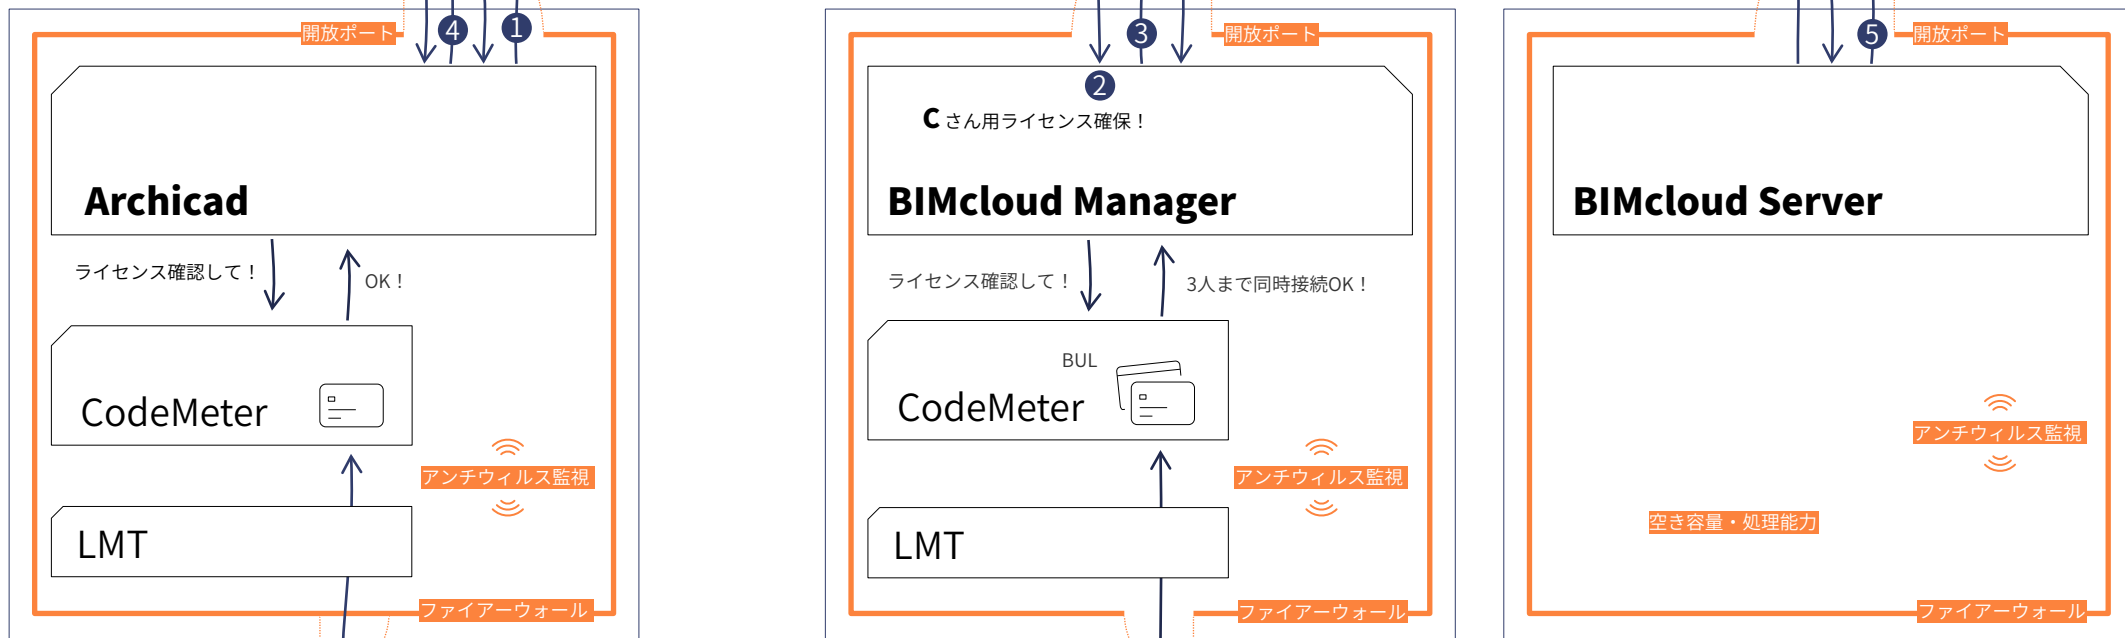 開放ポート
4
1
Archicad
ライセンス確認して！
OK！
CodeMeter
アンチウィルス監視
LMT
ファイアーウォール
開放ポート
3
2
Cさん用ライセンス確保！
BIMcloud Manager
ライセンス確認して！
3人まで同時接続OK！
BUL
CodeMeter
アンチウィルス監視
LMT
ファイアーウォール
開放ポート
5
BIMcloud Server
アンチウィルス監視
空き容量・処理能力
ファイアーウォール